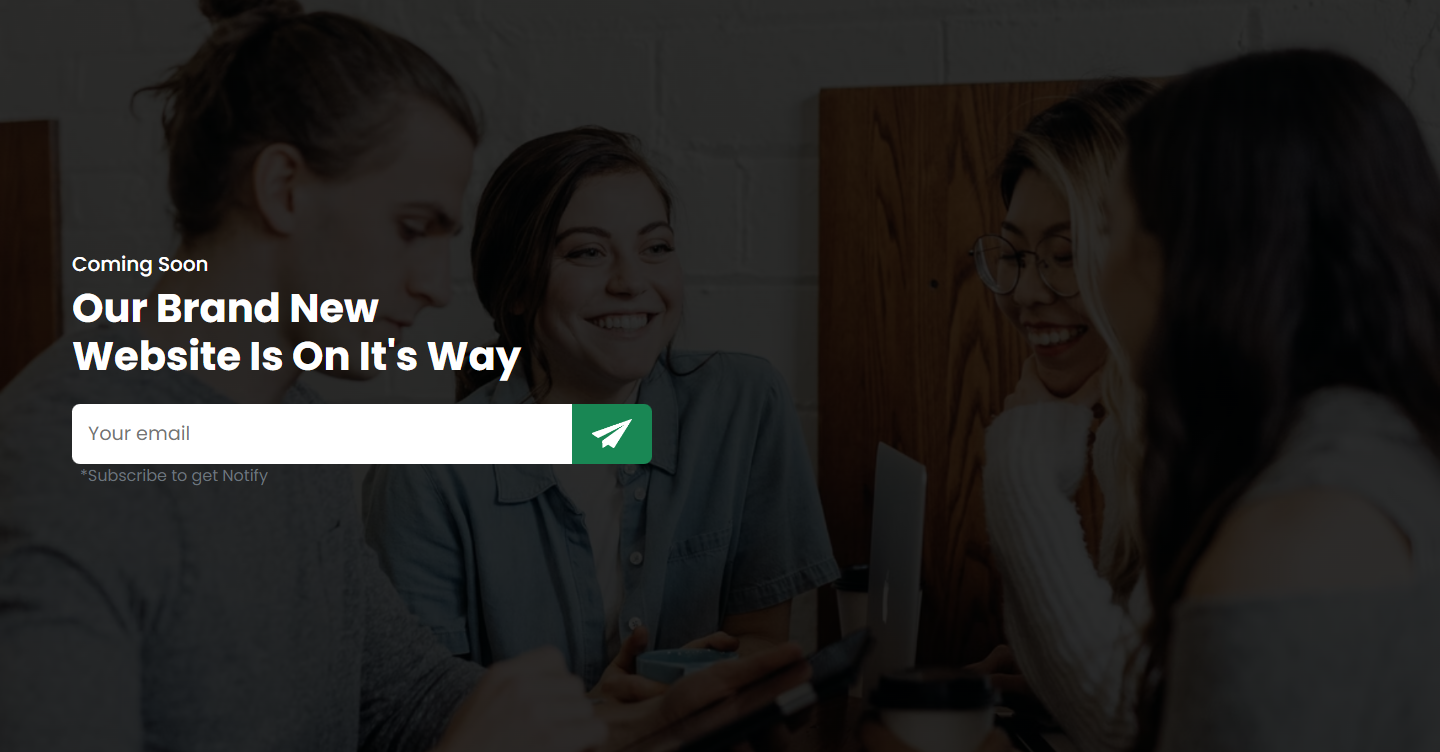 Coming Soon
Our Brand New
Website Is On It's Way
Your email
*Subscribe to get Notify